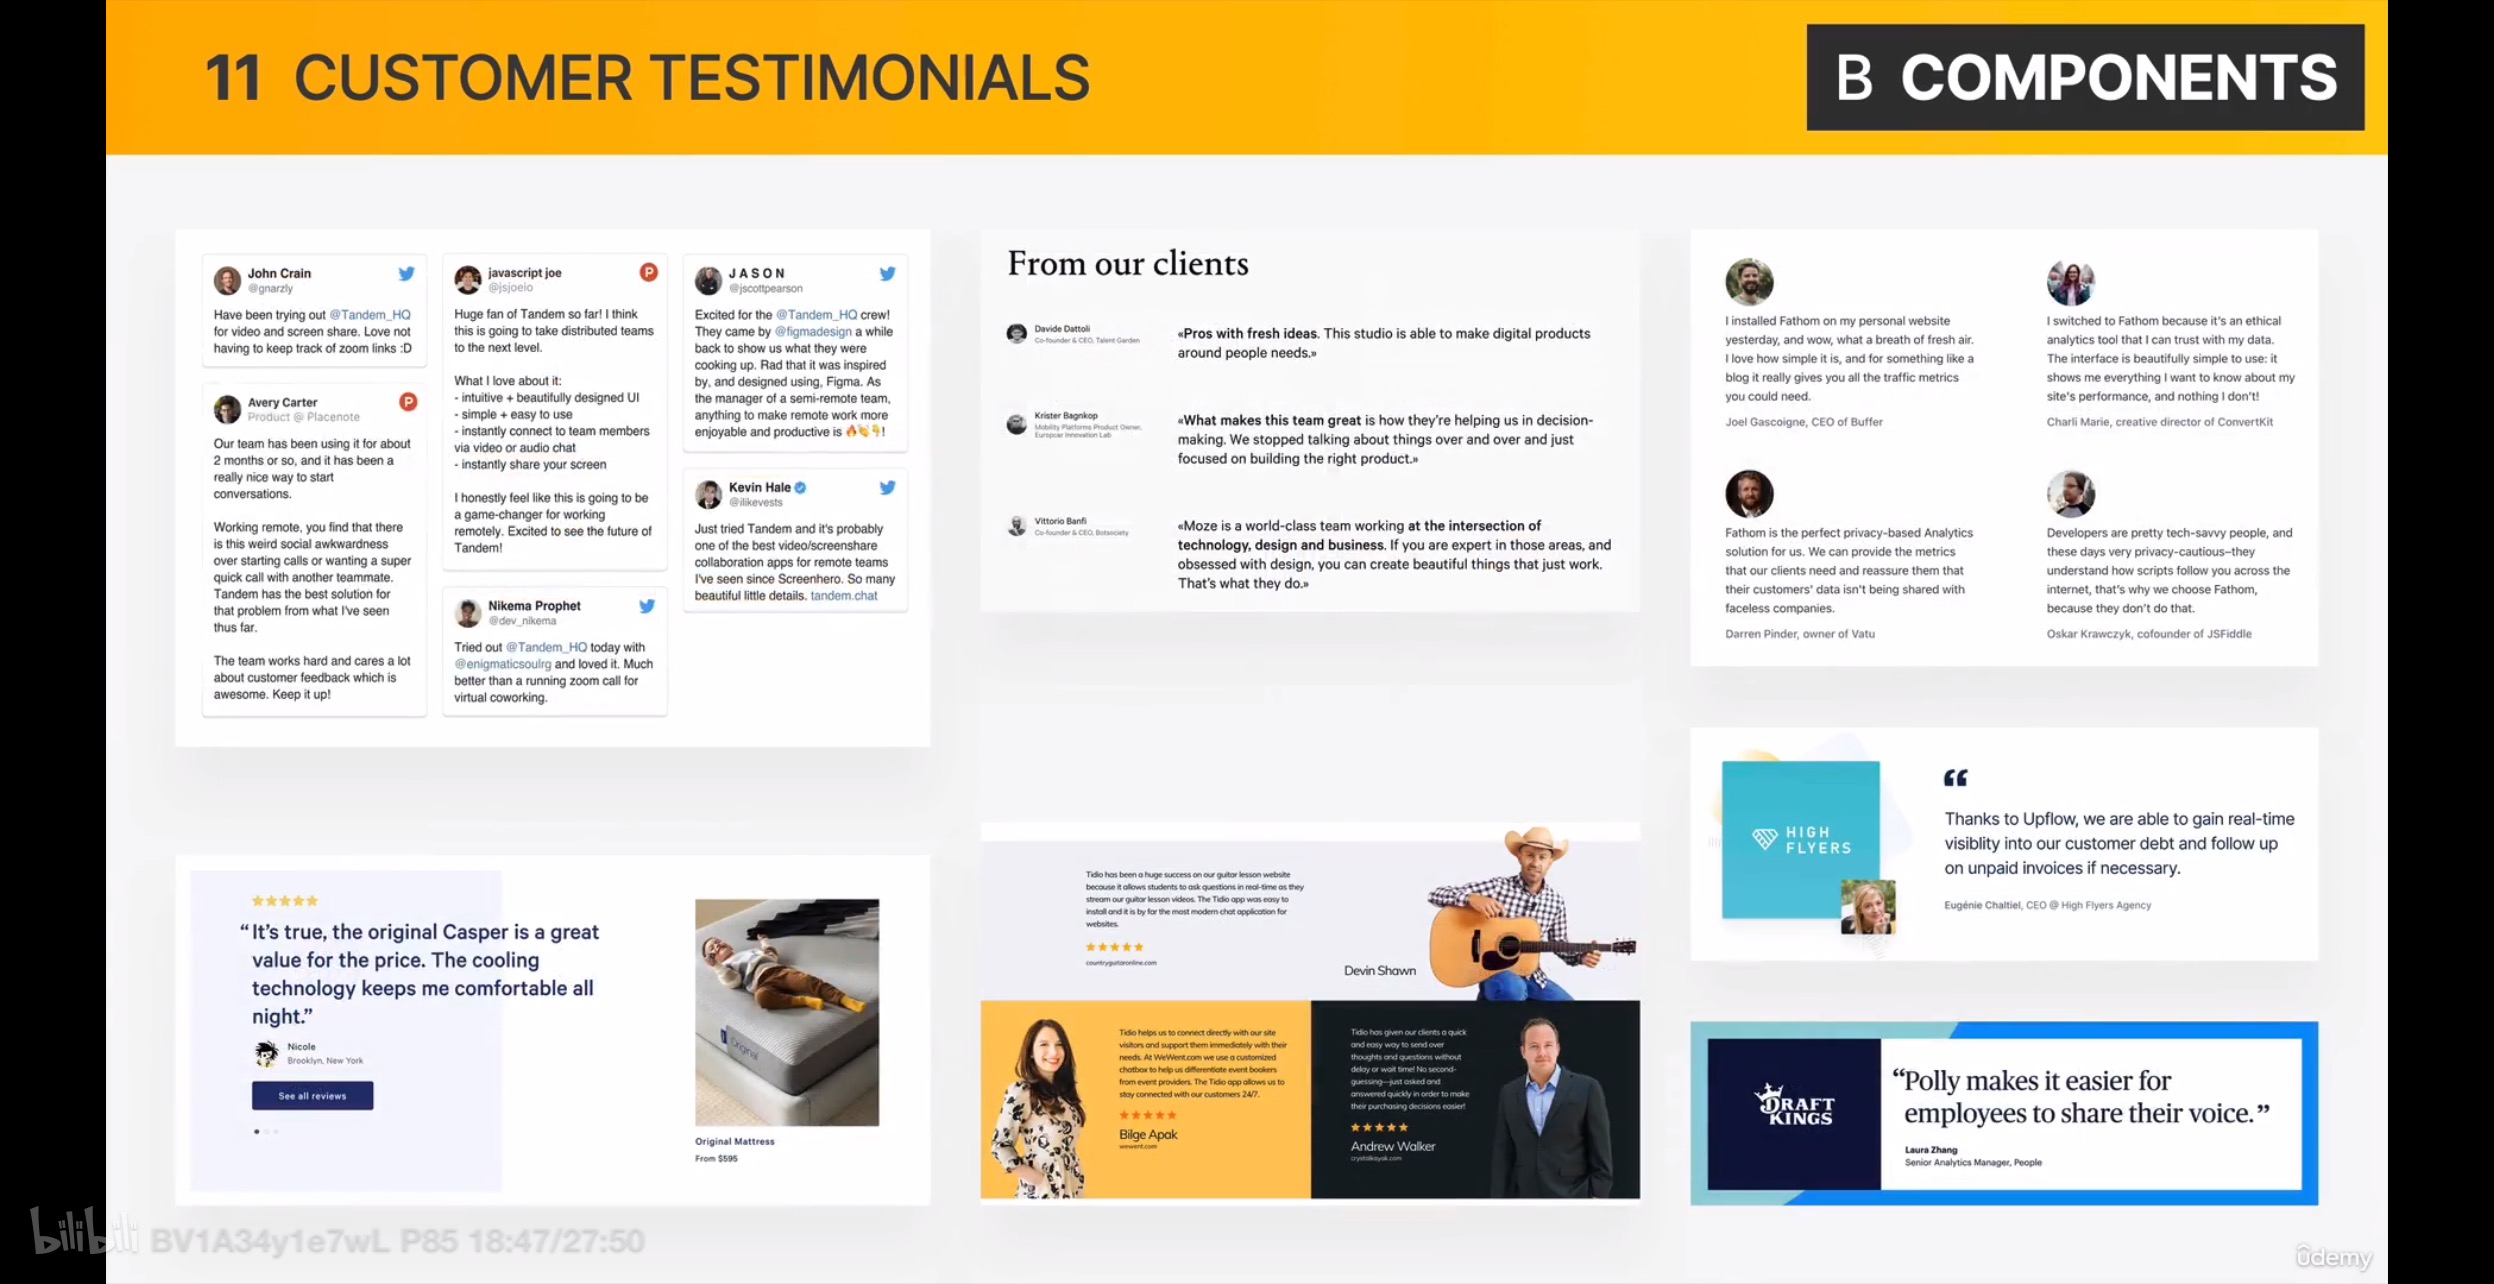 11 CUSTOMER TESTIMONIALS
B COMPONENTS
John Crain
@gnarzly
Have been trying out @Tandem_HQ
for video and screen share. Love not
having to keep track of zoom links :D
Avery Carter
Product @ Placenote
Our team has been using it for about
2 months or so, and it has been a
really nice way to start
conversations.
Working remote, you find that there
is this weird social awkwardness
over starting calls or wanting a super
quick call with another teammate.
Tandem has the best solution for
that problem from what I've seen
thus far.
The team works hard and cares a lot
about customer feedback which is
awesome. Keep it up!
javascript joe
@jsjoeio
P
Huge fan of Tandem so far! I think
this is going to take distributed teams
to the next level.
What I love about it:
- intuitive + beautifully designed UI
- simple + easy to use
- instantly connect to team members
via video or audio chat
- instantly share your screen
I honestly feel like this is going to be
a game-changer for working
remotely. Excited to see the future of
Tandem!
Nikema Prophet
@dev_nikema
Tried out @Tandem_HQ today with
@enigmaticsoulrg and loved it. Much
better than a running zoom call for
virtual coworking.
J A S O N
@jscottpearson
Excited for the @Tandem_HQ crew!
They came by @figmadesign a while
back to show us what they were
cooking up. Rad that it was inspired
by, and designed using, Figma. As
the manager of a semi-remote team,
anything to make remote work more
enjoyable and productive is 🔥👏👇!
Kevin Hale
@ilikevests
Just tried Tandem and it's probably
one of the best video/screenshare
collaboration apps for remote teams
I've seen since Screenhero. So many
beautiful little details. tandem.chat
From our clients
Davide Dattoli
Co-founder & CEO, Talent Garden
«Pros with fresh ideas. This studio is able to make digital products
around people needs.»
Krister Bagnkop
Mobility Platforms Product Owner,
Europcar Innovation Lab
«What makes this team great is how they're helping us in decision-
making. We stopped talking about things over and over and just
focused on building the right product.»
Vittorio Banfi
Co-founder & CEO, Botsociety
«Moze is a world-class team working at the intersection of
technology, design and business. If you are expert in those areas, and
obsessed with design, you can create beautiful things that just work.
That's what they do.»
I installed Fathom on my personal website
yesterday, and wow, what a breath of fresh air.
I love how simple it is, and for something like a
blog it really gives you all the traffic metrics
you could need.
Joel Gascoigne, CEO of Buffer
I switched to Fathom because it's an ethical
analytics tool that I can trust with my data.
The interface is beautifully simple to use: it
shows me everything I want to know about my
site's performance, and nothing I don't!
Charli Marie, creative director of ConvertKit
Fathom is the perfect privacy-based Analytics
solution for us. We can provide the metrics
that our clients need and reassure them that
their customers' data isn't being shared with
faceless companies.
Darren Pinder, owner of Vatu
Developers are pretty tech-savvy people, and
these days very privacy-cautious–they
understand how scripts follow you across the
internet, that's why we choose Fathom,
because they don't do that.
Oskar Krawczyk, cofounder of JSFiddle
HIGH
FLYERS
“
Thanks to Upflow, we are able to gain real-time
visiblity into our customer debt and follow up
on unpaid invoices if necessary.
Eugénie Chaltiel, CEO @ High Flyers Agency
“It's true, the original Casper is a great
value for the price. The cooling
technology keeps me comfortable all
night.”
Nicole
Brooklyn, New York
See all reviews
Original
Original Mattress
From $595
Tidio has been a huge success on our guitar lesson website
because it allows students to ask questions in real-time as they
stream our guitar lesson videos. The Tidio app was easy to
install and it is by far the most modern chat application for
websites.
countryguitaronline.com
Devin Shawn
Tidio helps us to connect directly with our site
visitors and support them immediately with their
needs. At WeWent.com we use a customized
chatbox to help us differentiate event bookers
from event providers. The Tidio app allows us to
stay connected with our customers 24/7.
Bilge Apak
wewent.com
Tidio has given our clients a quick
and easy way to send over
thoughts and questions without
delay or wait time! No second-
guessing—just asked and
answered quickly in order to make
their purchasing decisions easier!
Andrew Walker
crystalkayak.com
DRAFT
KINGS
“Polly makes it easier for
employees to share their voice.”
Laura Zhang
Senior Analytics Manager, People
bilibili BV1A34y1e7wL P85 18:47/27:50
ûdemy